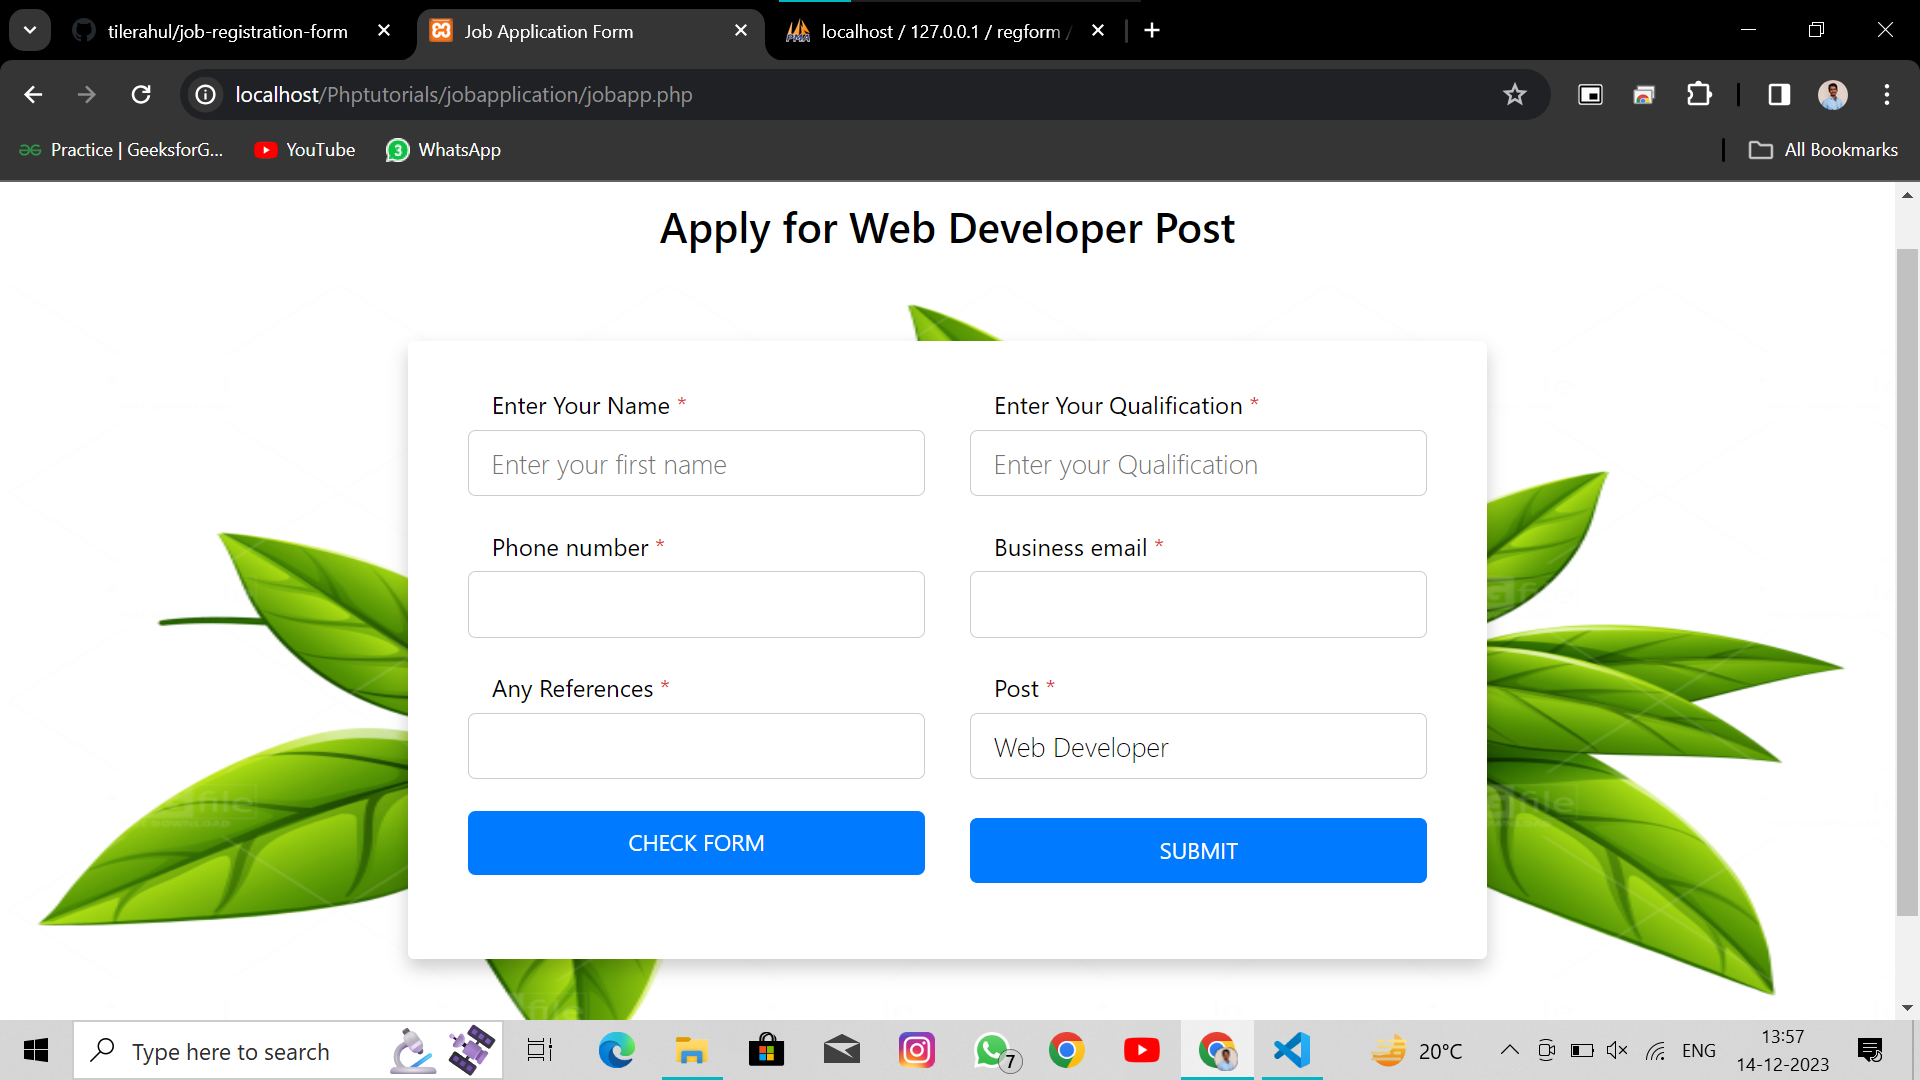 tilerahul/job-registration-form
Job Application Form
localhost / 127.0.0.1 / regform /
localhost/Phptutorials/jobapplication/jobapp.php
Practice | GeeksforG...
YouTube
3
WhatsApp
All Bookmarks
Apply for Web Developer Post
Enter Your Name *
Enter Your Qualification *
Enter your first name
Enter your Qualification
Phone number *
Business email *
Any References *
Post *
Web Developer
CHECK FORM
SUBMIT
Type here to search
7
20°C
ENG
13:57
14-12-2023